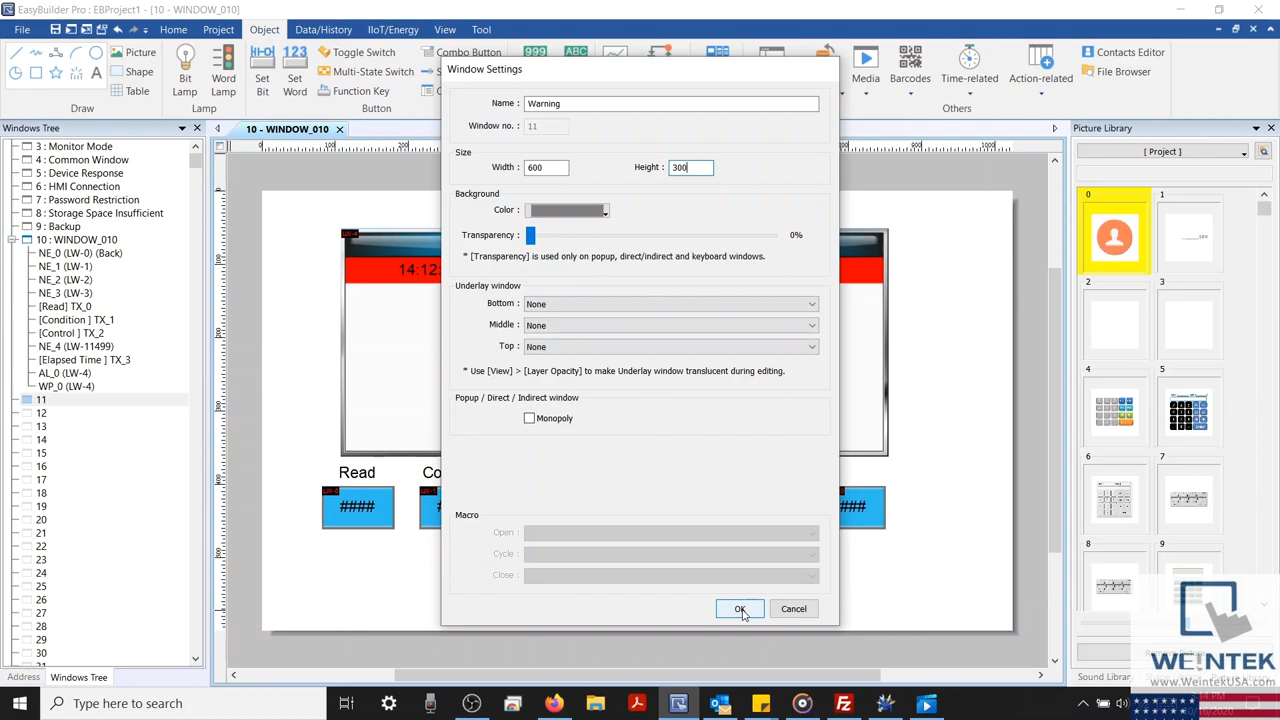 EasyBuilder Pro : EBProject1 - [10 - WINDOW_010]
File Home Project Object Data/History IIoT/Energy View Tool
Picture Shape Table
Draw
Bit Lamp Word Lamp
Lamp
Set Bit Set Word Toggle Switch Multi-State Switch Function Key Combo Button
Button
Media Barcodes Time-related Action-related
Contacts Editor
File Browser
Others
Windows Tree
3 : Monitor Mode
4 : Common Window
5 : Device Response
6 : HMI Connection
7 : Password Restriction
8 : Storage Space Insufficient
9 : Backup
10 : WINDOW_010
NE_0 (LW-0) (Back)
NE_1 (LW-1)
NE_2 (LW-2)
NE_3 (LW-3)
[Read] TX_0
[Condition ] TX_1
[Control ] TX_2
NE_4 (LW-11499)
[Elapsed Time ] TX_3
AL_0 (LW-4)
WP_0 (LW-4)
11
12
13
14
15
16
17
18
19
20
21
22
23
24
25
26
27
28
29
30
31
Address Windows Tree
10 - WINDOW_010
14:12:
Read Co
#### ###
Window Settings
Name : Warning
Window no. : 11
Size
Width : 600 Height : 300
Background
Color :
Transparency : 0%
* [Transparency] is used only on popup, direct/indirect and keyboard windows.
Underlay window
Bottom : None
Middle : None
Top : None
* Use [View] > [Layer Opacity] to make Underlay window translucent during editing.
Popup / Direct / Indirect window
Monopoly
Macro
Open :
Cycle :
Close :
OK Cancel
Picture Library
[ Project ]
0 1
2 3
4 5
6 7
8 9
Sound Library
WEINTEK
www.WeintekUSA.com
Type here to search